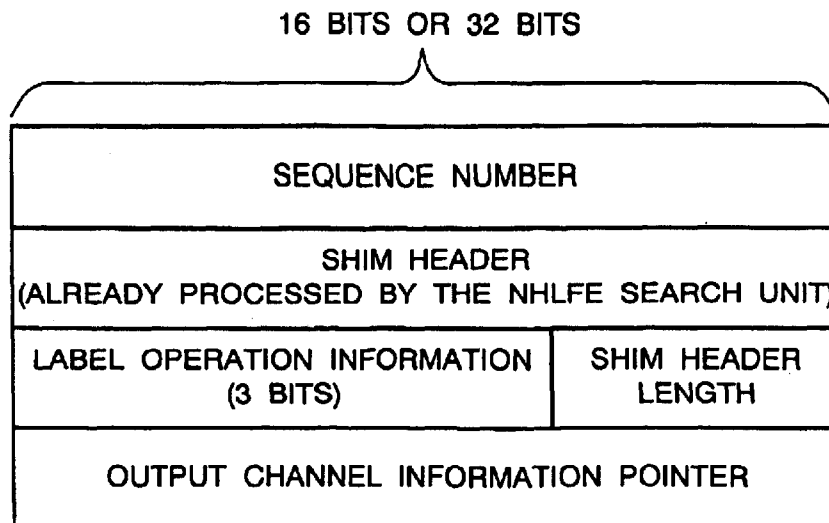 16 BITS OR 32 BITS
SEQUENCE NUMBER
SHIM HEADER
(ALREADY PROCESSED BY THE NHLFE SEARCH UNIT)
LABEL OPERATION INFORMATION
(3 BITS)
SHIM HEADER
LENGTH
OUTPUT CHANNEL INFORMATION POINTER